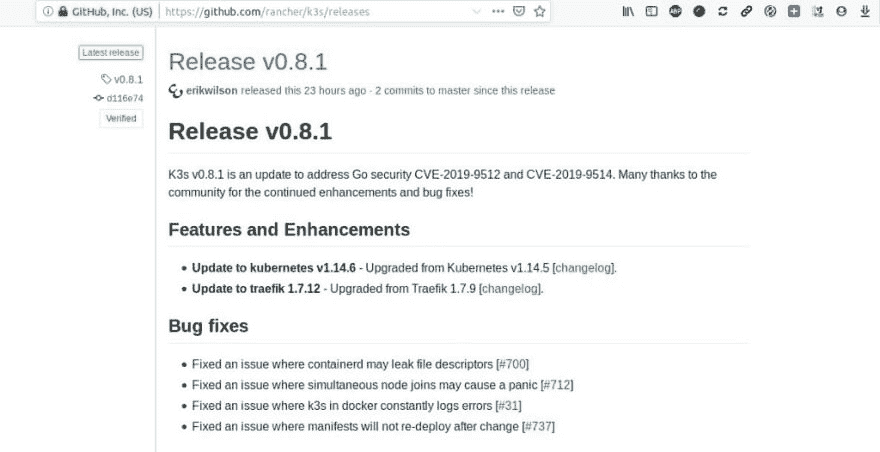 GitHub, Inc. (US) https://github.com/rancher/k3s/releases
ABP
Latest release
v0.8.1
d116e74
Verified
Release v0.8.1
erikwilson released this 23 hours ago · 2 commits to master since this release
Release v0.8.1
K3s v0.8.1 is an update to address Go security CVE-2019-9512 and CVE-2019-9514. Many thanks to the
community for the continued enhancements and bug fixes!
Features and Enhancements
• Update to kubernetes v1.14.6 - Upgraded from Kubernetes v1.14.5 [changelog].
• Update to traefik 1.7.12 - Upgraded from Traefik 1.7.9 [changelog].
Bug fixes
• Fixed an issue where containerd may leak file descriptors [#700]
• Fixed an issue where simultaneous node joins may cause a panic [#712]
• Fixed an issue where k3s in docker constantly logs errors [#31]
• Fixed an issue where manifests will not re-deploy after change [#737]